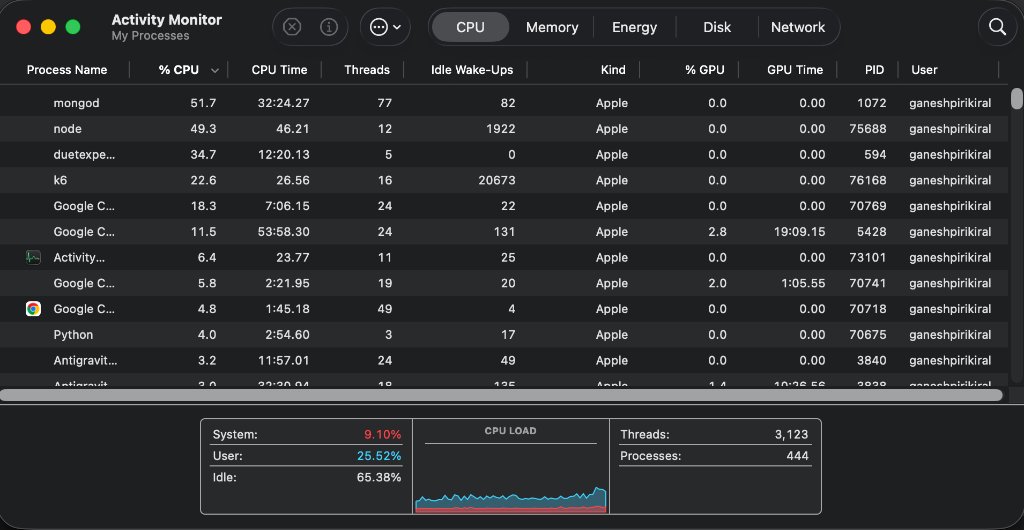 Activity Monitor
My Processes
CPU Memory Energy Disk Network
Process Name % CPU CPU Time Threads Idle Wake-Ups Kind % GPU GPU Time PID User
mongod 51.7 32:24.27 77 82 Apple 0.0 0.00 1072 ganeshpirikiral
node 49.3 46.21 12 1922 Apple 0.0 0.00 75688 ganeshpirikiral
duetexpe... 34.7 12:20.13 5 0 Apple 0.0 0.00 594 ganeshpirikiral
k6 22.6 26.56 16 20673 Apple 0.0 0.00 76168 ganeshpirikiral
Google C... 18.3 7:06.15 24 22 Apple 0.0 0.00 70769 ganeshpirikiral
Google C... 11.5 53:58.30 24 131 Apple 2.8 19:09.15 5428 ganeshpirikiral
Activity... 6.4 23.77 11 25 Apple 0.0 0.00 73101 ganeshpirikiral
Google C... 5.8 2:21.95 19 20 Apple 2.0 1:05.55 70741 ganeshpirikiral
Google C... 4.8 1:45.18 49 4 Apple 0.0 0.00 70718 ganeshpirikiral
Python 4.0 2:54.60 3 17 Apple 0.0 0.00 70675 ganeshpirikiral
Antigravit... 3.2 11:57.01 24 49 Apple 0.0 0.00 3840 ganeshpirikiral
Antigravit... 3.0 18 135 Apple 1.4 ganeshpirikiral
System: 9.10%
User: 25.52%
Idle: 65.38%
CPU LOAD
Threads: 3,123
Processes: 444